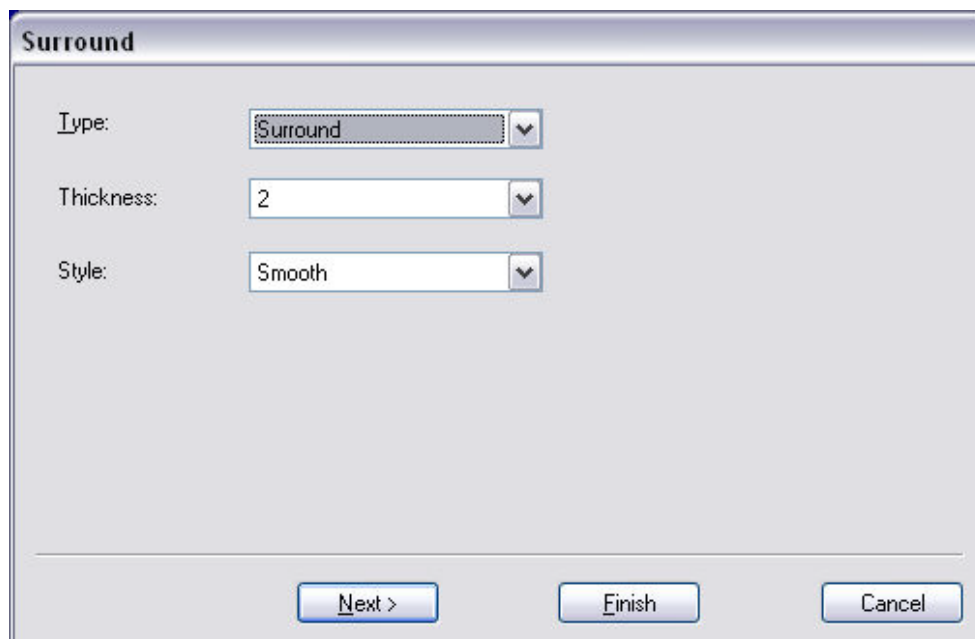 Surround
Type: Surround
Thickness: 2
Style: Smooth
Next > Finish Cancel